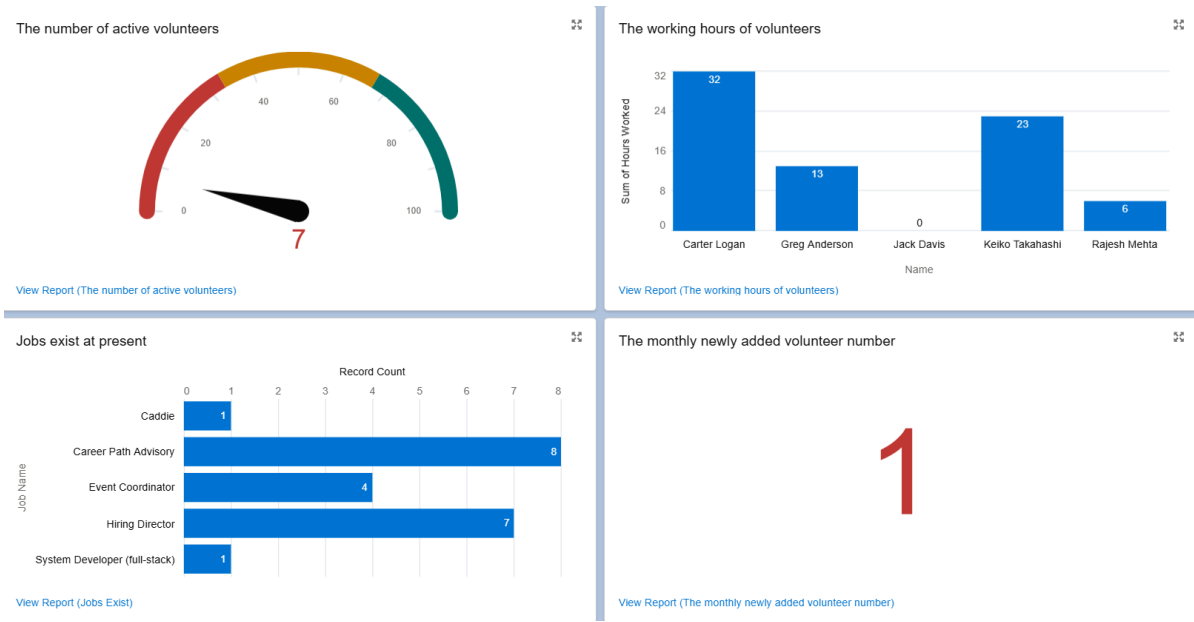 The number of active volunteers
0
20
40
60
80
100
7
View Report (The number of active volunteers)
The working hours of volunteers
Sum of Hours Worked
32
24
16
8
0
32
13
0
23
6
Carter Logan
Greg Anderson
Jack Davis
Keiko Takahashi
Rajesh Mehta
Name
View Report (The working hours of volunteers)
Jobs exist at present
Record Count
0 1 2 3 4 5 6 7 8
Job Name
Caddie 1
Career Path Advisory 8
Event Coordinator 4
Hiring Director 7
System Developer (full-stack) 1
View Report (Jobs Exist)
The monthly newly added volunteer number
1
View Report (The monthly newly added volunteer number)